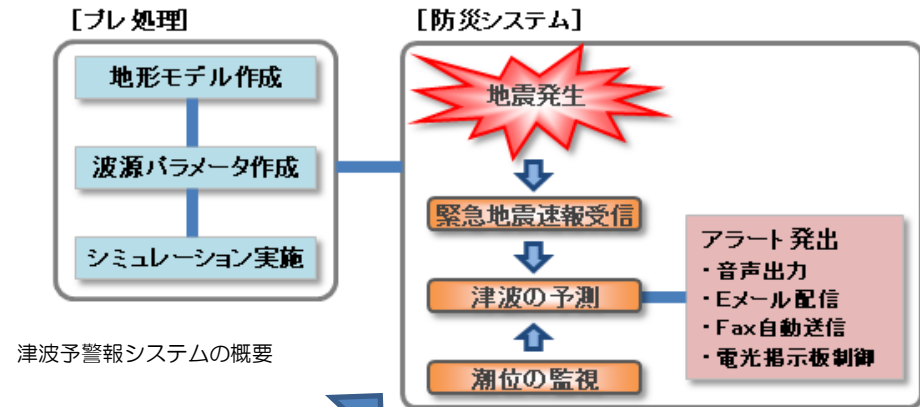 [プレ処理]
地形モデル作成
波源パラメータ作成
シミュレーション実施
津波予警報システムの概要
[防災システム]
地震発生
緊急地震速報受信
津波の予測
潮位の監視
アラート発出
・音声出力
・Eメール配信
・Fax自動送信
・電光掲示板制御